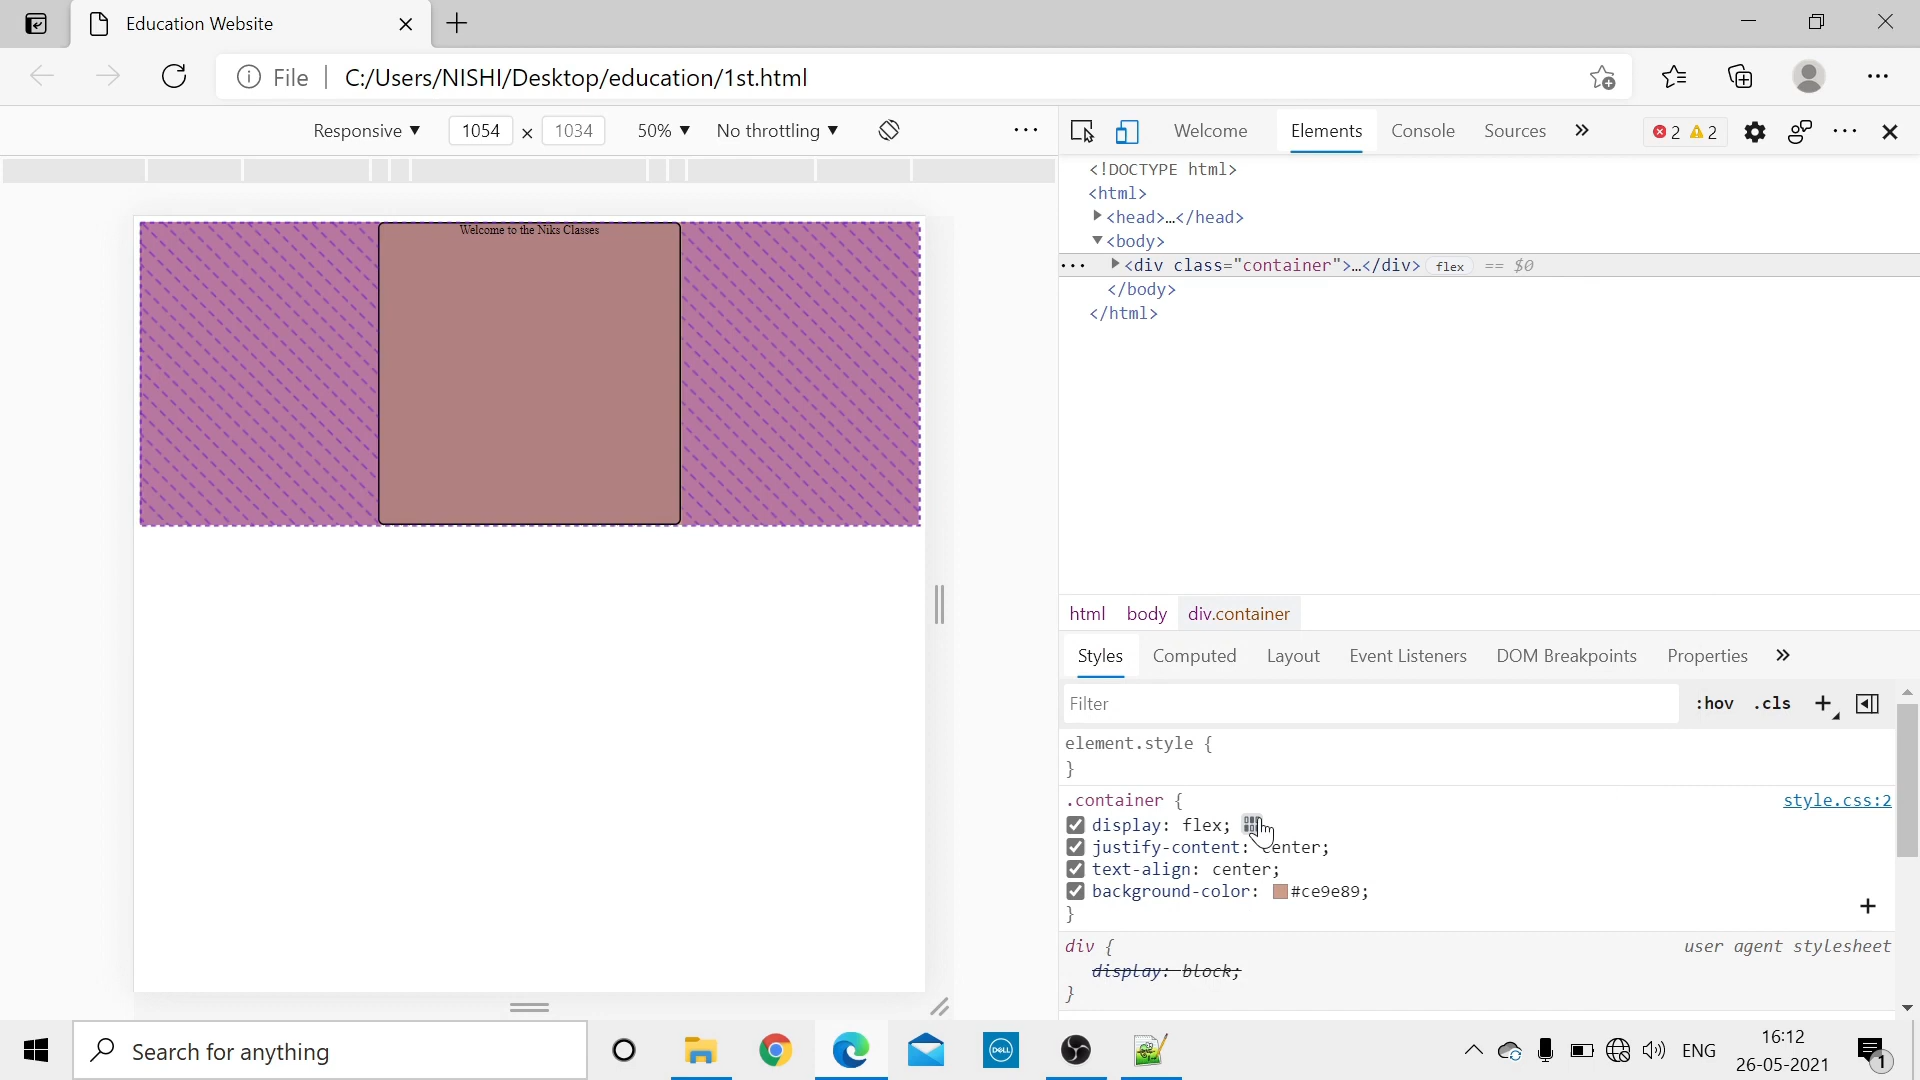 Education Website
File
C:/Users/NISHI/Desktop/education/1st.html
Responsive 1054 × 1034 50% No throttling
Welcome Elements Console Sources 2 2
Welcome to the Niks Classes
<!DOCTYPE html>
<html>
<head>…</head>
<body>
<div class="container">…</div> flex == $0
</body>
</html>
html body div.container
Styles Computed Layout Event Listeners DOM Breakpoints Properties
Filter :hov .cls
element.style {
}
.container { style.css:2
display: flex;
justify-content: center;
text-align: center;
background-color: #ce9e89;
}
div { user agent stylesheet
display: block;
}
Search for anything
DELL
ENG
16:12
26-05-2021
1